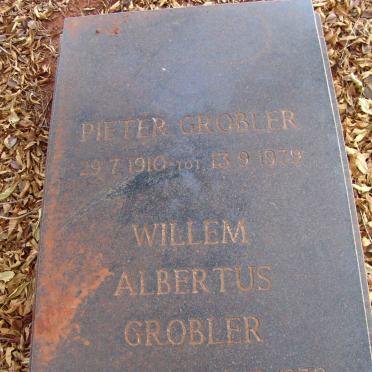 PIETER GROBLER
29.7.1910 TOT 13.9.1979
WILLEM
ALBERTUS
GROBLER